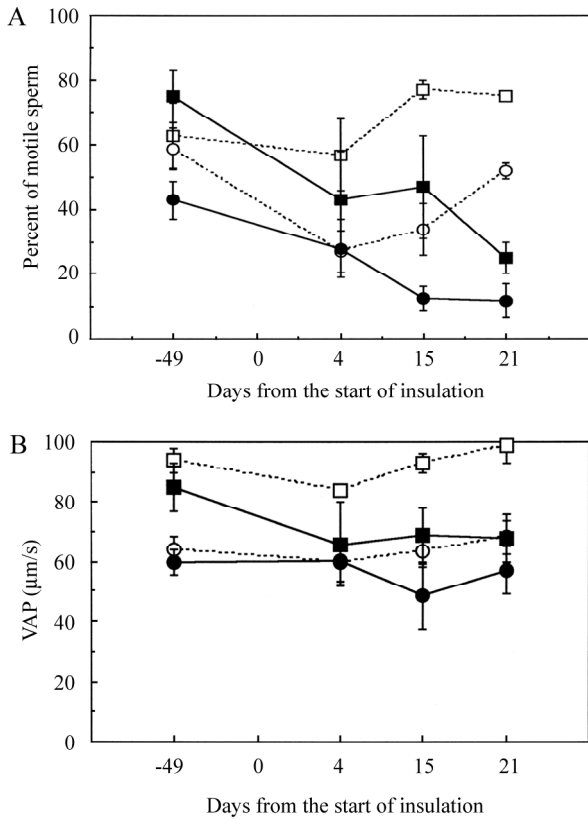 A
100
80
60
40
20
0
Percent of motile sperm
-49 0 4 15 21
Days from the start of insulation
B
100
80
60
40
20
0
VAP (μm/s)
-49 0 4 15 21
Days from the start of insulation